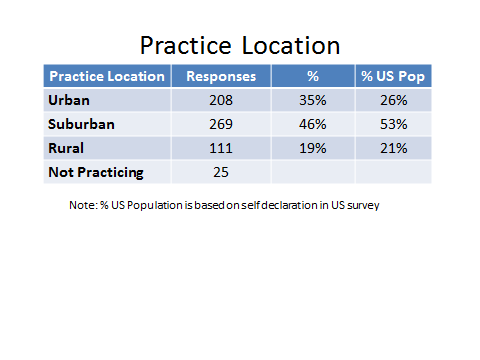 Practice Location
Practice Location Responses % % US Pop
Urban 208 35% 26%
Suburban 269 46% 53%
Rural 111 19% 21%
Not Practicing 25
Note: % US Population is based on self declaration in US survey